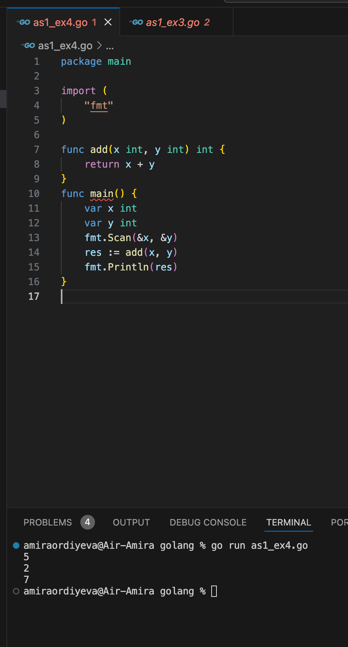 GO as1_ex4.go 1 × GO as1_ex3.go 2
GO as1_ex4.go > ...
1 package main
2
3 import (
4     "fmt"
5 )
6
7 func add(x int, y int) int {
8     return x + y
9 }
10 func main() {
11     var x int
12     var y int
13     fmt.Scan(&x, &y)
14     res := add(x, y)
15     fmt.Println(res)
16 }
17
PROBLEMS 4 OUTPUT DEBUG CONSOLE TERMINAL POR
amiraordiyeva@Air-Amira golang % go run as1_ex4.go
5
2
7
amiraordiyeva@Air-Amira golang %